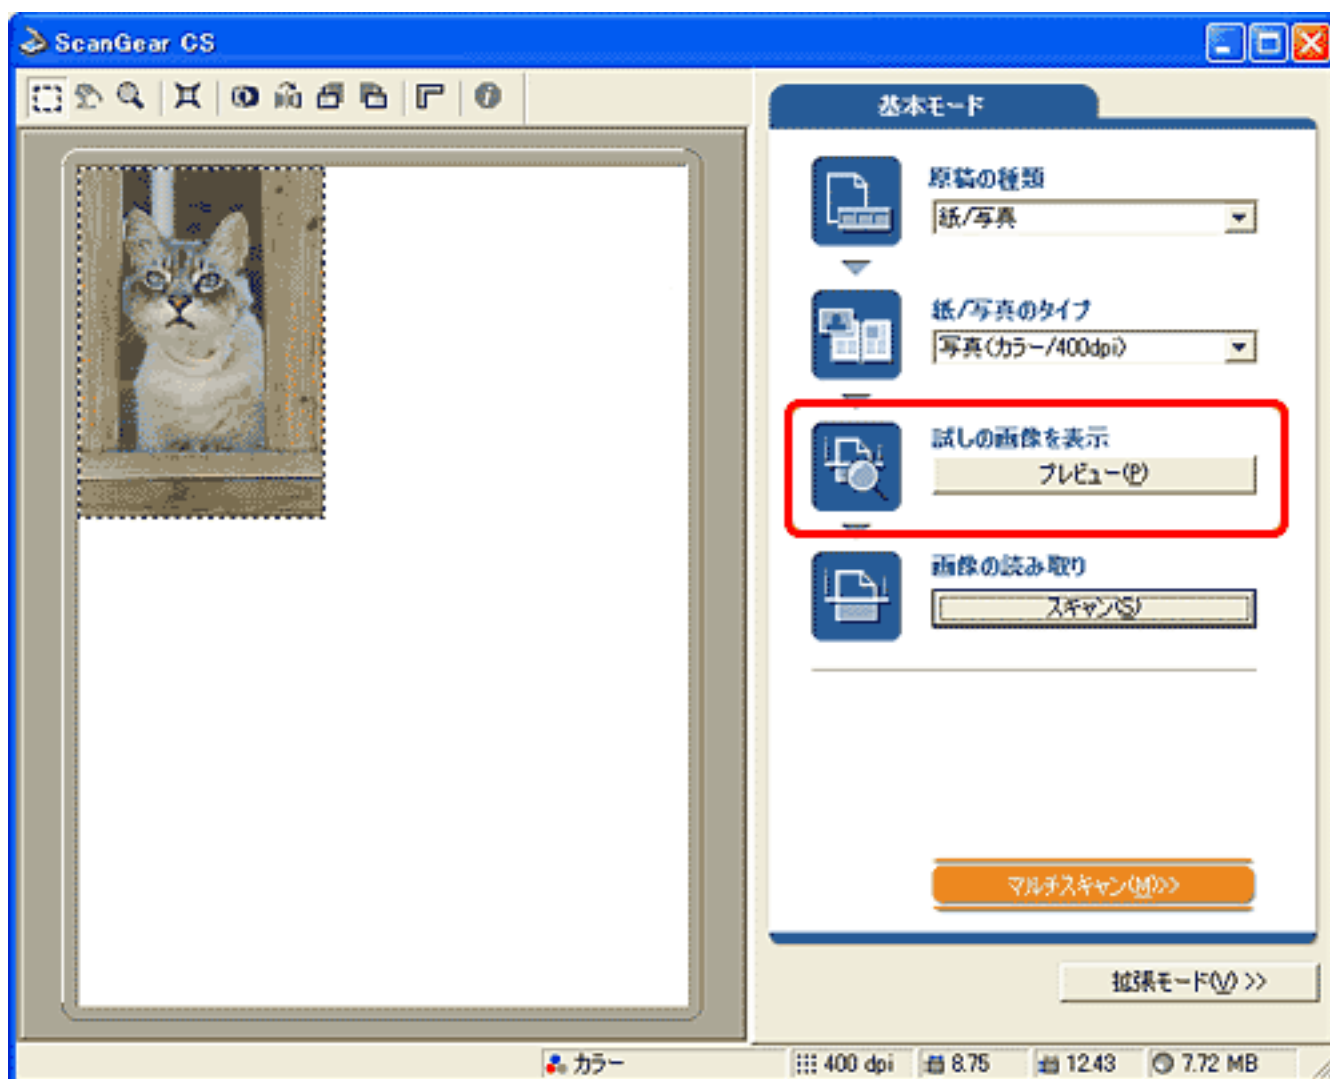 ScanGear CS
基本モード
原稿の種類
紙/写真
紙/写真のタイプ
写真(カラー/400dpi)
試しの画像を表示
プレビュー(P)
画像の読み取り
スキャン(S)
マルチスキャン(M)>>
拡張モード(V) >>
カラー
400 dpi
8.75
12.43
7.72 MB